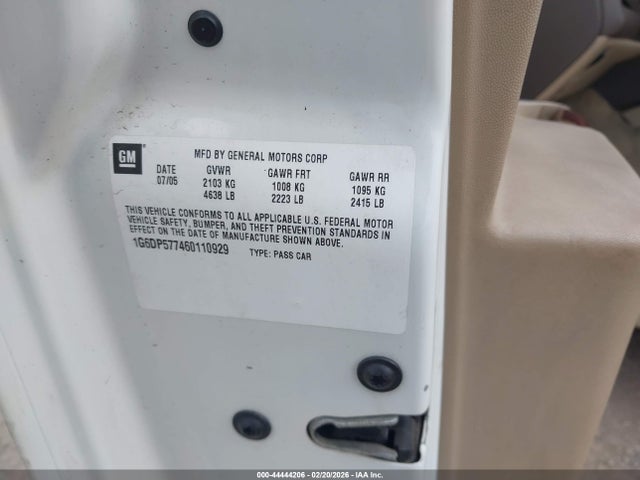 GM
MFD BY GENERAL MOTORS CORP
DATE GVWR GAWR FRT GAWR RR
07/05 2103 KG 1008 KG 1095 KG
4638 LB 2223 LB 2415 LB
THIS VEHICLE CONFORMS TO ALL APPLICABLE U.S. FEDERAL MOTOR
VEHICLE SAFETY, BUMPER, AND THEFT PREVENTION STANDARDS IN
EFFECT ON THE DATE OF MANUFACTURE SHOWN ABOVE.
1G6DP577460110929 TYPE: PASS CAR
000-44444206 - 02/20/2026 - IAA Inc.